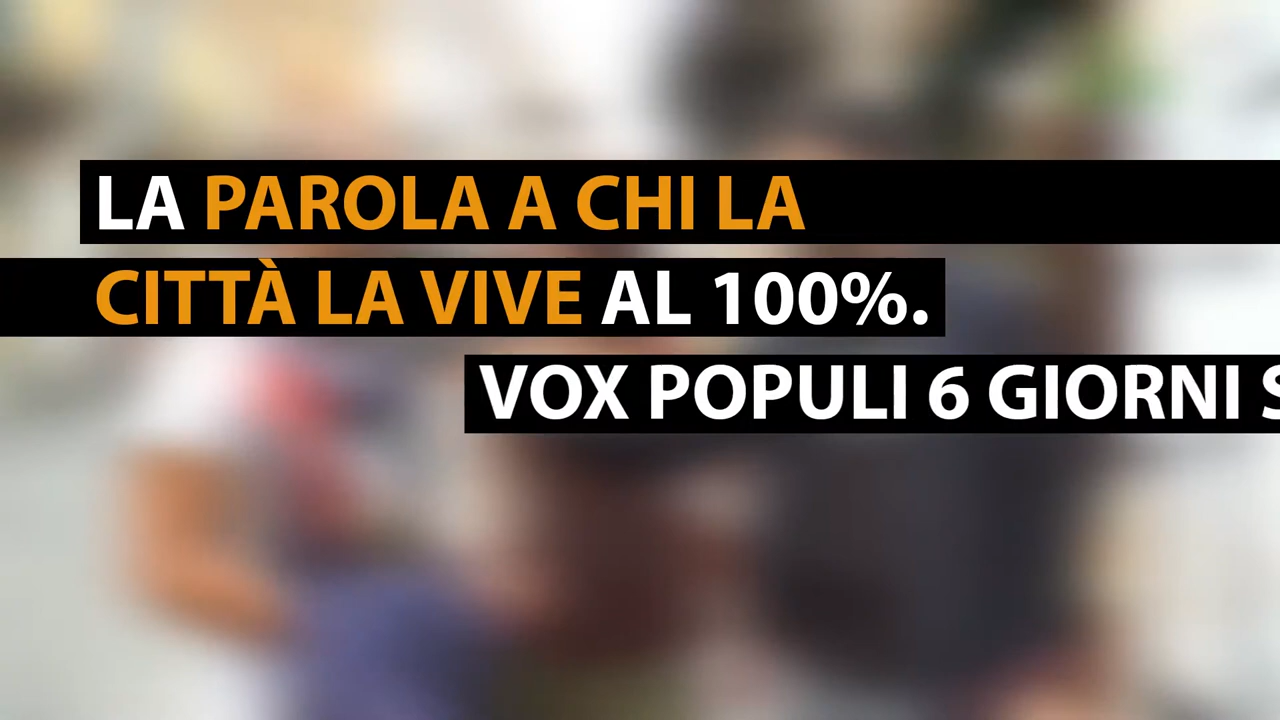 LA PAROLA A CHI LA
CITTÀ LA VIVE AL 100%.
VOX POPULI 6 GIORNI